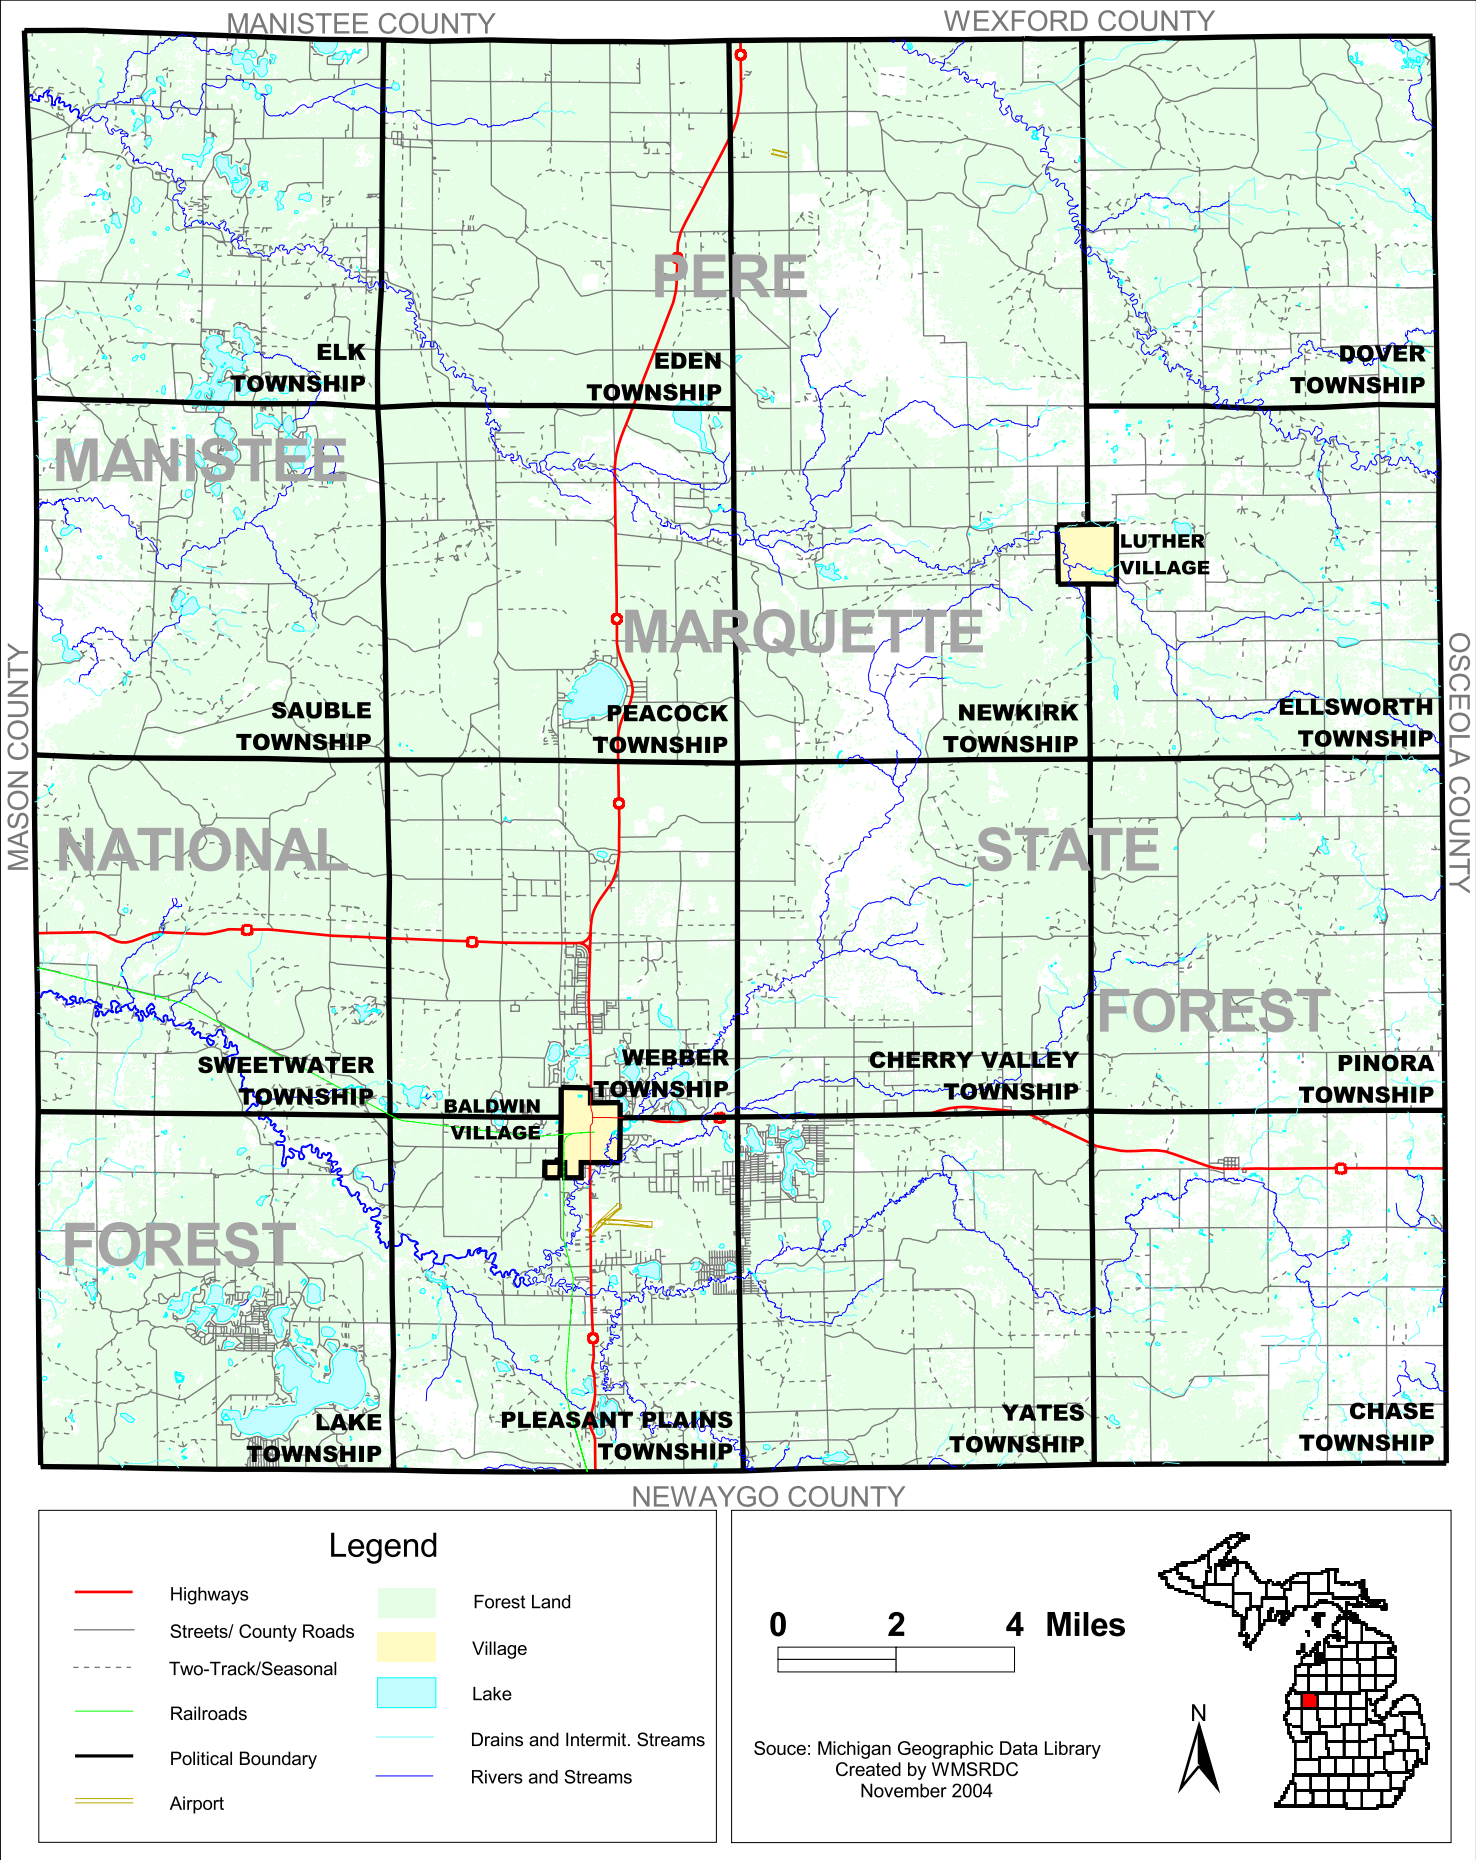 MANISTEE COUNTY
WEXFORD COUNTY
MASON COUNTY
OSCEOLA COUNTY
PERE
ELK
TOWNSHIP
EDEN
TOWNSHIP
DOVER
TOWNSHIP
MANISTEE
LUTHER
VILLAGE
MARQUETTE
SAUBLE
TOWNSHIP
PEACOCK
TOWNSHIP
NEWKIRK
TOWNSHIP
ELLSWORTH
TOWNSHIP
NATIONAL
STATE
FOREST
SWEETWATER
TOWNSHIP
WEBBER
TOWNSHIP
CHERRY VALLEY
TOWNSHIP
PINORA
TOWNSHIP
BALDWIN
VILLAGE
FOREST
LAKE
TOWNSHIP
PLEASANT PLAINS
TOWNSHIP
YATES
TOWNSHIP
CHASE
TOWNSHIP
NEWAYGO COUNTY
Legend
Highways
Streets/ County Roads
Two-Track/Seasonal
Railroads
Political Boundary
Airport
Forest Land
Village
Lake
Drains and Intermit. Streams
Rivers and Streams
0 2 4 Miles
N
Souce: Michigan Geographic Data Library
Created by WMSRDC
November 2004